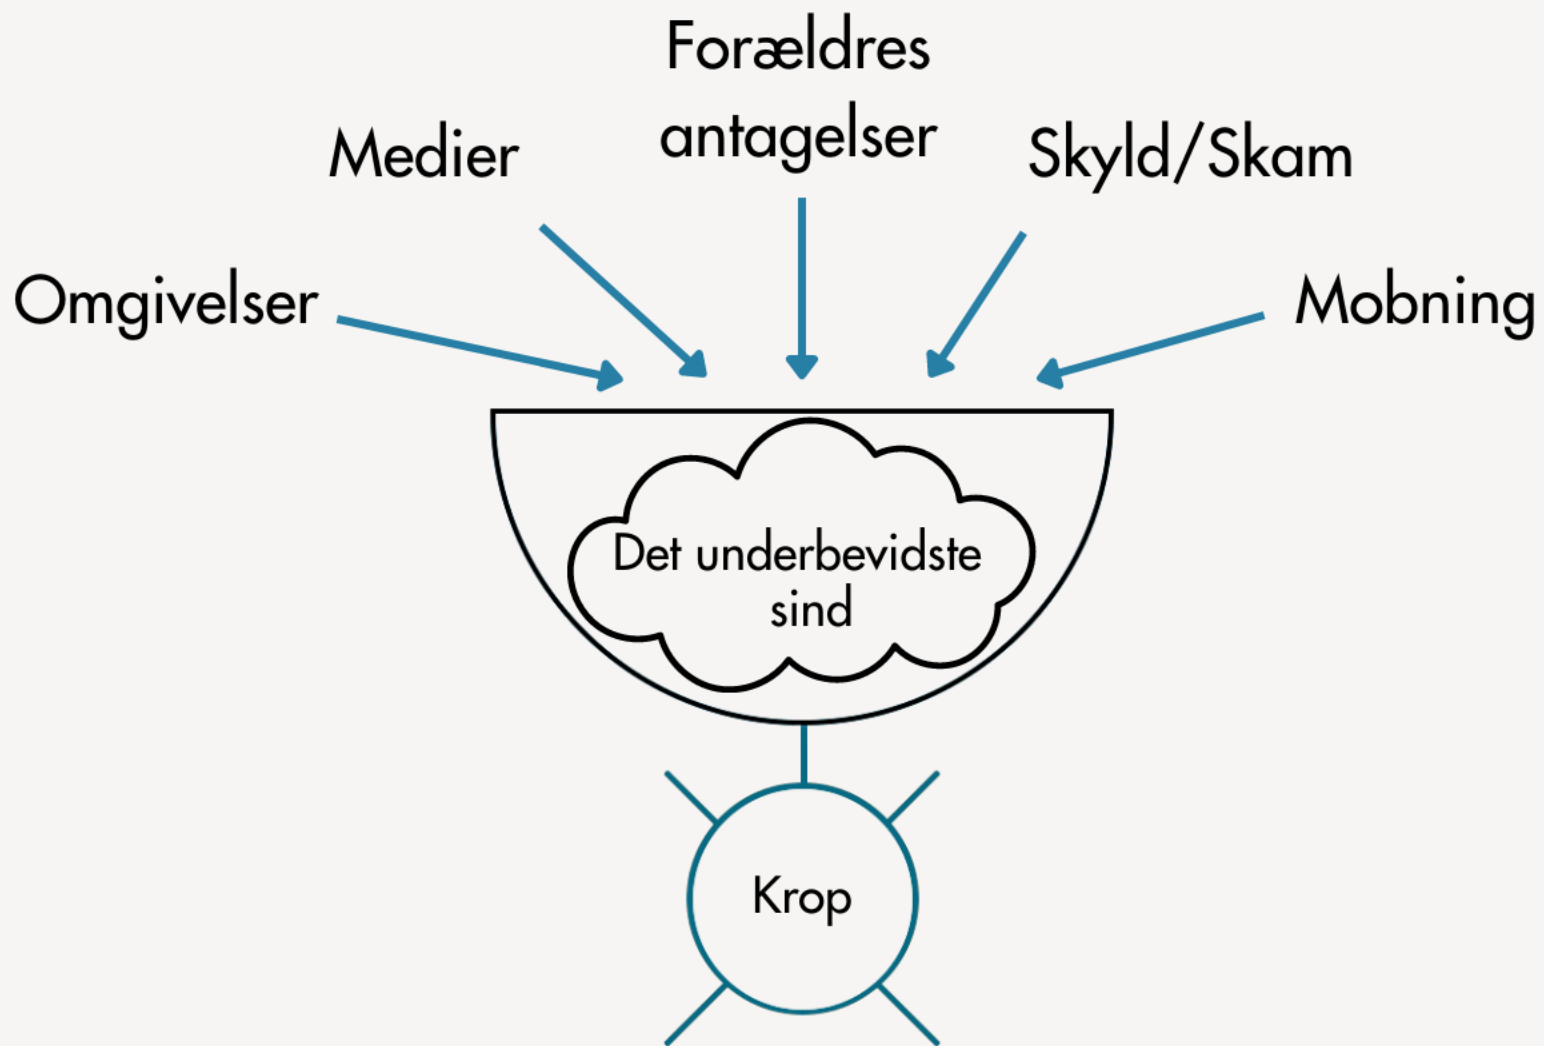 Forældres
antagelser
Medier
Skyld/Skam
Omgivelser
Mobning
Det underbevidste
sind
Krop